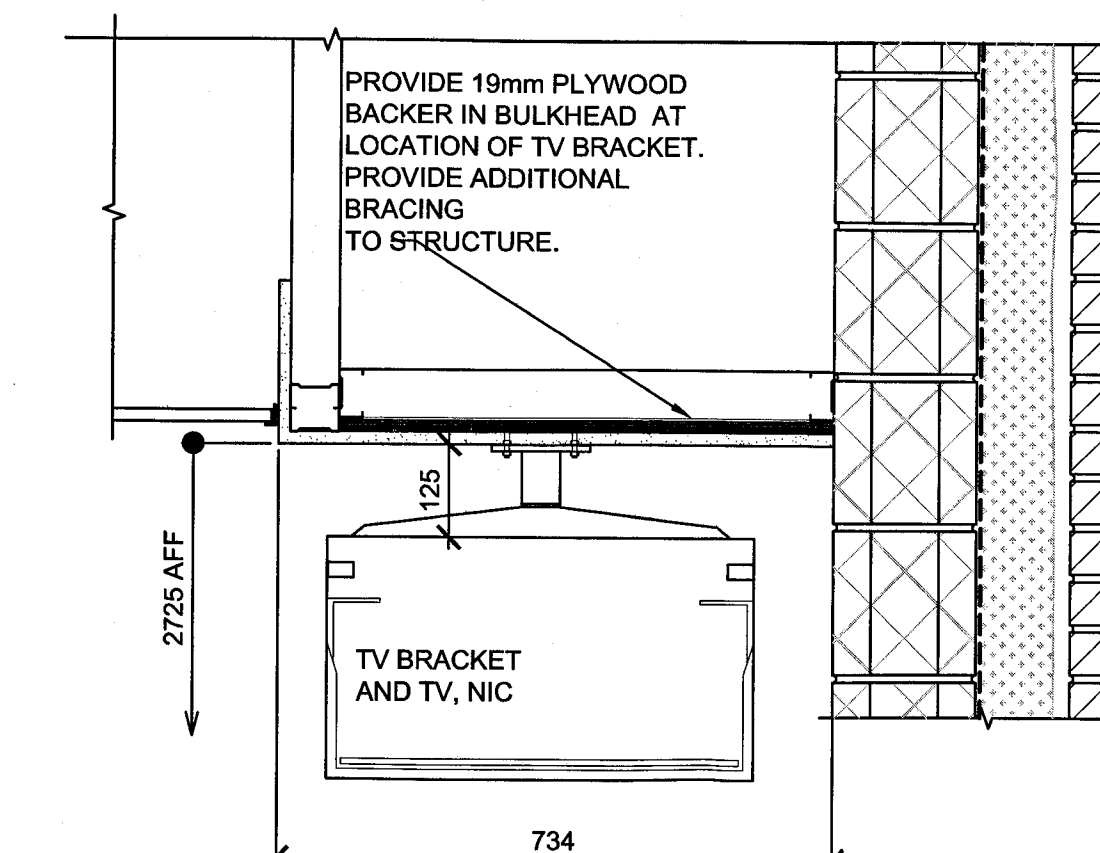 PROVIDE 19mm PLYWOOD
BACKER IN BULKHEAD AT
LOCATION OF TV BRACKET.
PROVIDE ADDITIONAL
BRACING
TO STRUCTURE.
125
2725 AFF
TV BRACKET
AND TV, NIC
734